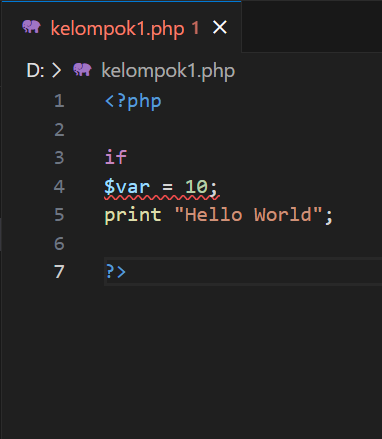 kelompok1.php 1
D: > kelompok1.php
1 <?php
2
3 if
4 $var = 10;
5 print "Hello World";
6
7 ?>